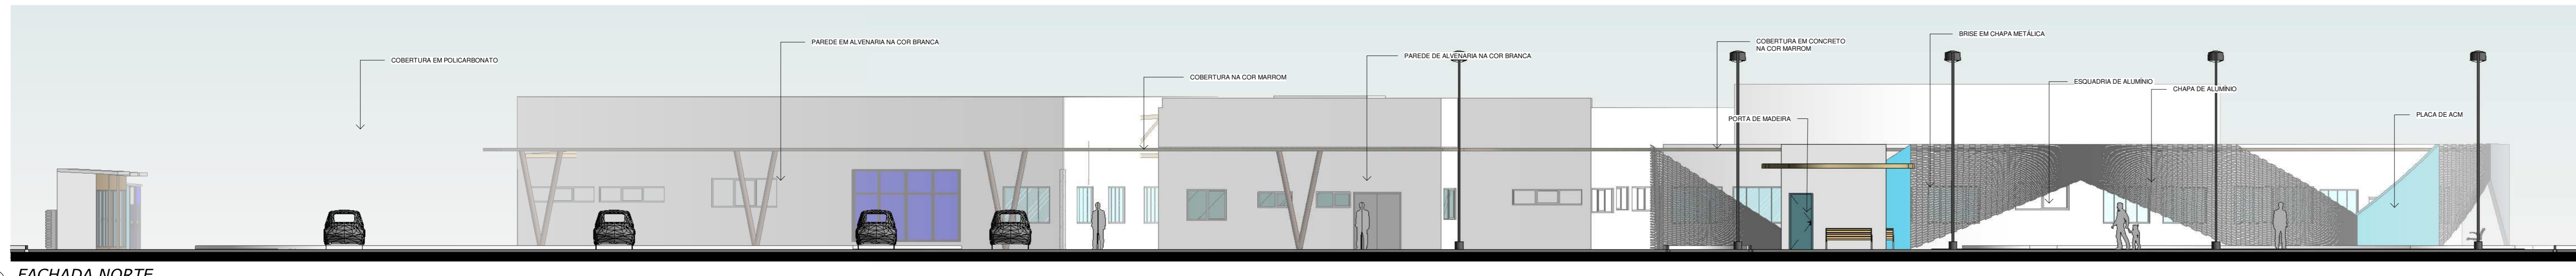 COBERTURA EM POLICARBONATO
PAREDE EM ALVENARIA NA COR BRANCA
COBERTURA NA COR MARROM
PAREDE DE ALVENARIA NA COR BRANCA
COBERTURA EM CONCRETO
NA COR MARROM
PORTA DE MADEIRA
BRISE EM CHAPA METÁLICA
ESQUADRIA DE ALUMÍNIO
CHAPA DE ALUMÍNIO
PLACA DE ACM
FACHADA NORTE